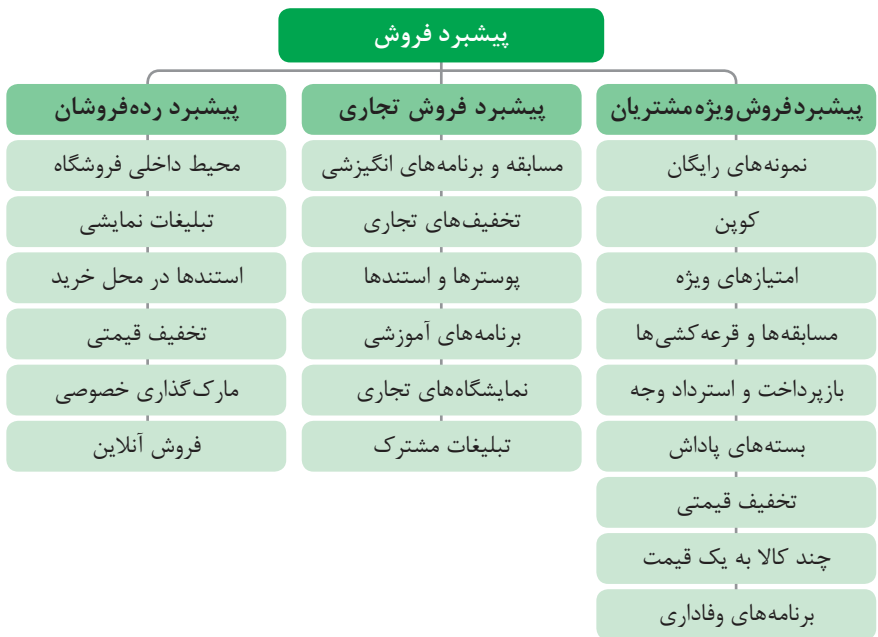 پیشبرد فروش
پیشبرد فروش ویژه مشتریان
نمونه‌های رایگان
کوپن
امتیازهای ویژه
مسابقه‌ها و قرعه‌کشی‌ها
بازپرداخت و استرداد وجه
بسته‌های پاداش
تخفیف قیمتی
چند کالا به یک قیمت
برنامه‌های وفاداری
پیشبرد فروش تجاری
مسابقه و برنامه‌های انگیزشی
تخفیف‌های تجاری
پوسترها و استندها
برنامه‌های آموزشی
نمایشگاه‌های تجاری
تبلیغات مشترک
پیشبرد رده‌فروشان
محیط داخلی فروشگاه
تبلیغات نمایشی
استندها در محل خرید
تخفیف قیمتی
مارک‌گذاری خصوصی
فروش آنلاین